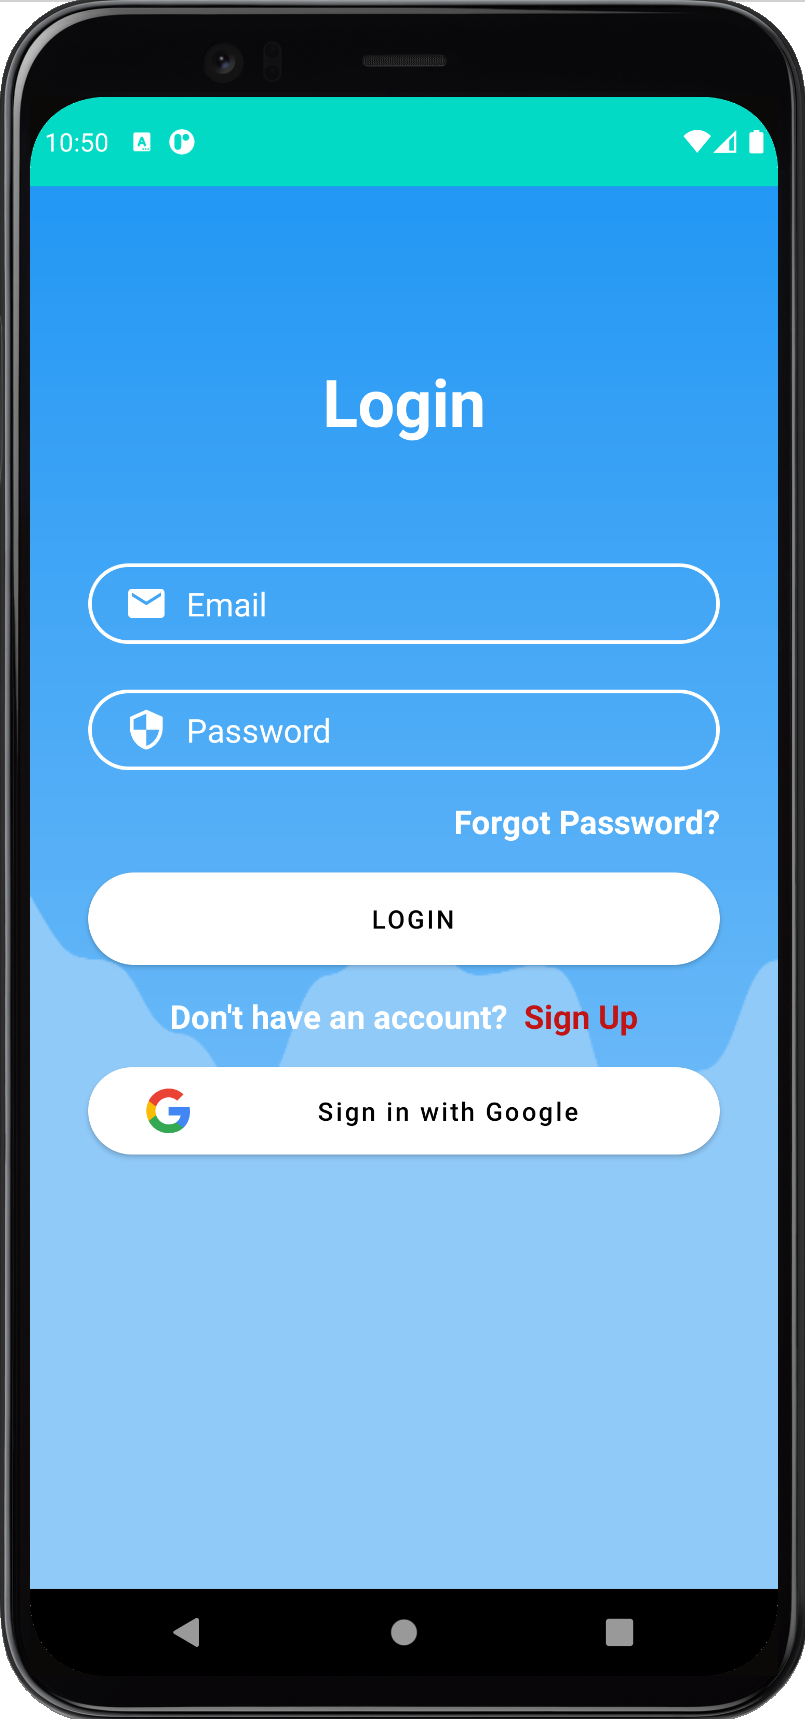 10:50
Login
Email
Password
Forgot Password?
LOGIN
Don't have an account? Sign Up
Sign in with Google